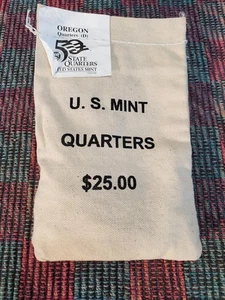 OREGON
Quarters (D)
50
STATE
QUARTERS
UNITED STATES MINT
U. S. MINT
QUARTERS
$25.00